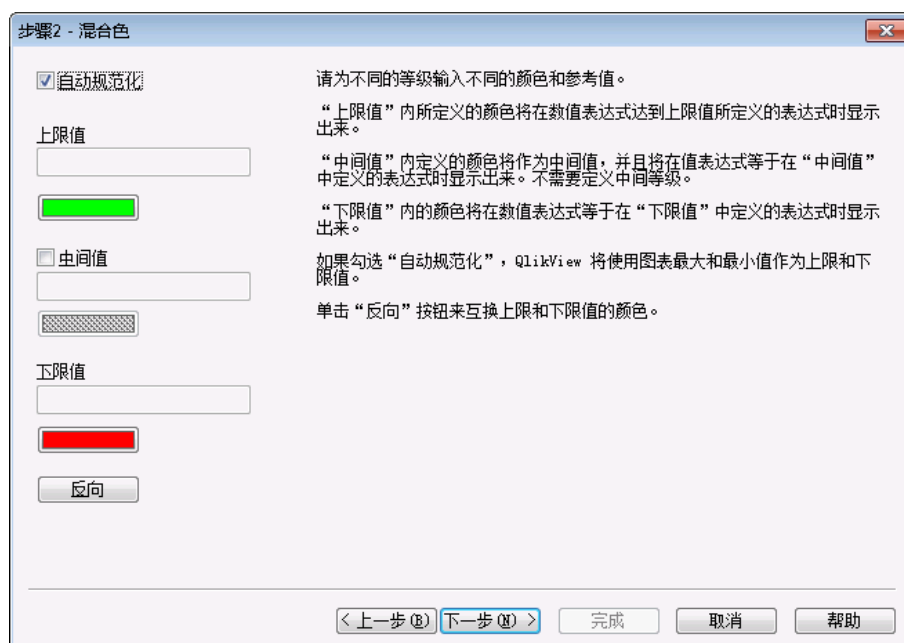 步骤2 - 混合色
自动规范化
上限值
中间值
下限值
反向
请为不同的等级输入不同的颜色和参考值。
“上限值”内所定义的颜色将在数值表达式达到上限值所定义的表达式时显示
出来。
“中间值”内定义的颜色将作为中间值，并且将在值表达式等于在“中间值”
中定义的表达式时显示出来。不需要定义中间等级。
“下限值”内的颜色将在数值表达式等于在“下限值”中定义的表达式时显示
出来。
如果勾选“自动规范化”，QlikView 将使用图表最大和最小值作为上限和下
限值。
单击“反向”按钮来互换上限和下限值的颜色。
< 上一步(B) 下一步(N) > 完成 取消 帮助